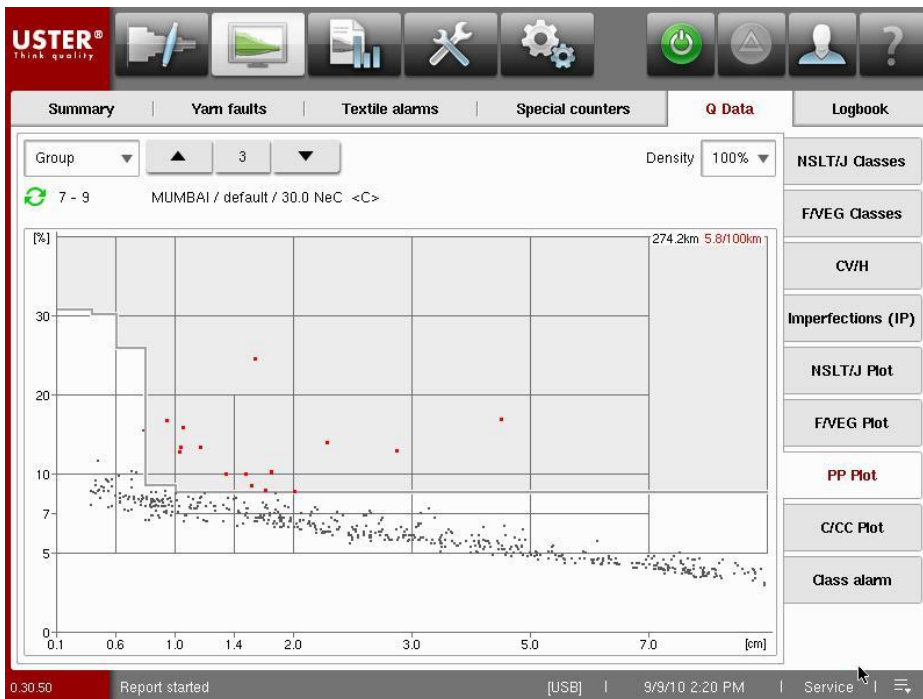 USTER®
Think quality
?
Summary | Yarn faults | Textile alarms | Special counters | Q Data Logbook
Group 3 Density 100%
7 - 9 MUMBAI / default / 30.0 NeC <C>
[%] 274.2km 5.8/100km
30
20
10
7
5
0
0.1 0.6 1.0 1.4 2.0 3.0 5.0 7.0 [cm]
NSLT/J Classes
F/VEG Classes
CV/H
Imperfections (IP)
NSLT/J Plot
F/VEG Plot
PP Plot
C/CC Plot
Class alarm
0.30.50 Report started [USB] | 9/9/10 2:20 PM | Service |